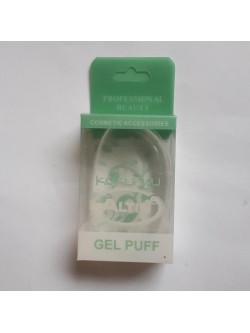 PROFESSIONAL
BEAUTY
COSMETIC ACCESSORIES
GEL PUFF